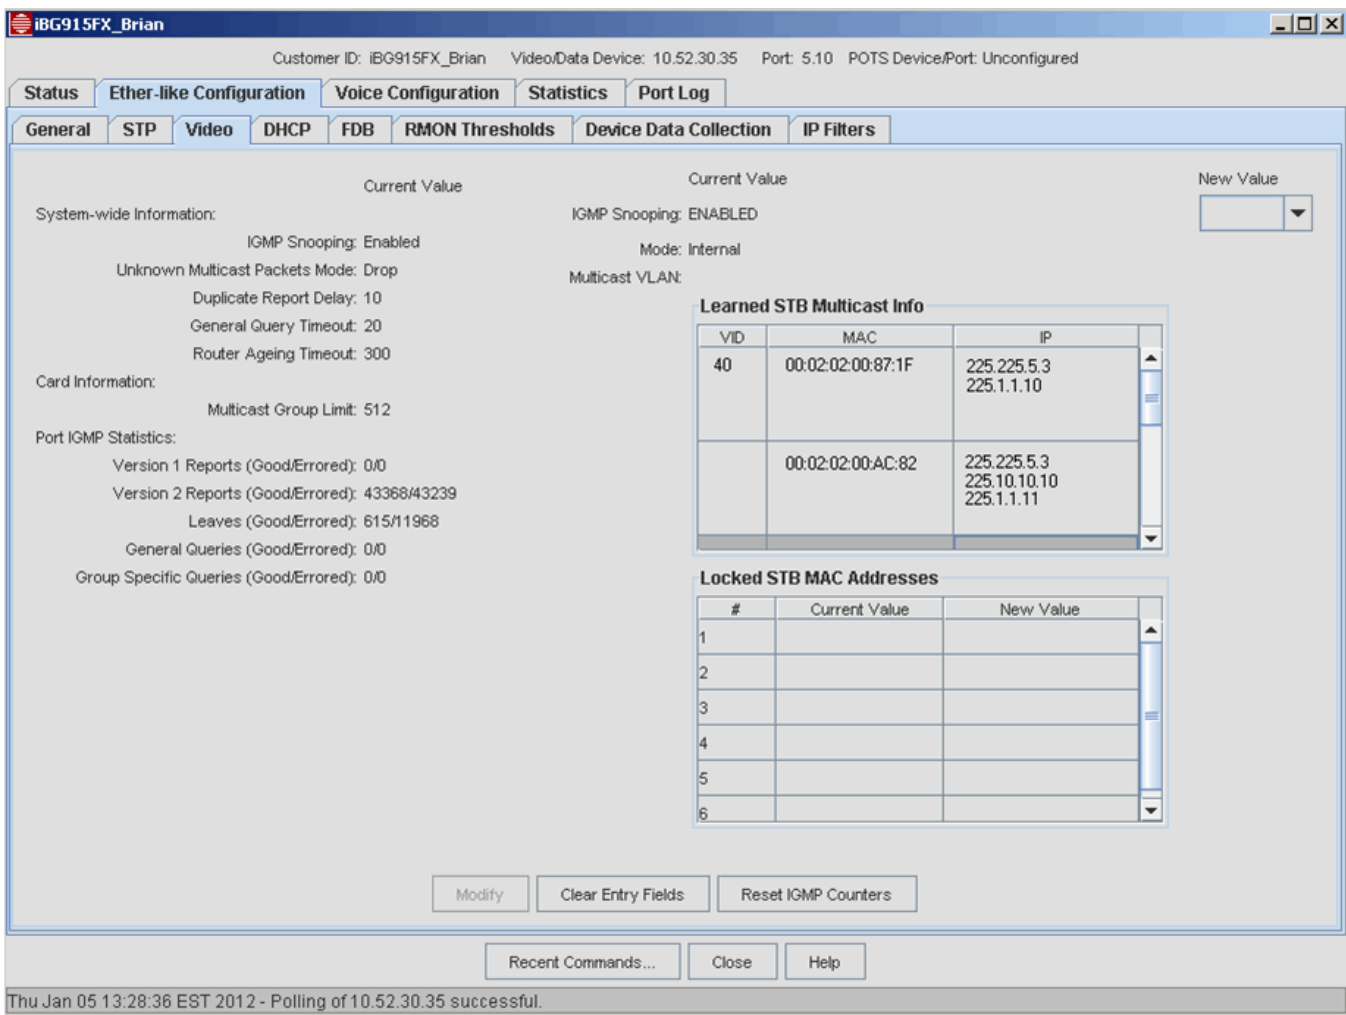 iBG915FX_Brian
Customer ID: iBG915FX_Brian Video/Data Device: 10.52.30.35 Port: 5.10 POTS Device/Port: Unconfigured
Status Ether-like Configuration Voice Configuration Statistics Port Log
General STP Video DHCP FDB RMON Thresholds Device Data Collection IP Filters
Current Value
System-wide Information:
IGMP Snooping: Enabled
Unknown Multicast Packets Mode: Drop
Duplicate Report Delay: 10
General Query Timeout: 20
Router Ageing Timeout: 300
Card Information:
Multicast Group Limit: 512
Port IGMP Statistics:
Version 1 Reports (Good/Errored): 0/0
Version 2 Reports (Good/Errored): 43368/43239
Leaves (Good/Errored): 615/11968
General Queries (Good/Errored): 0/0
Group Specific Queries (Good/Errored): 0/0
Current Value New Value
IGMP Snooping: ENABLED
Mode: Internal
Multicast VLAN:
Learned STB Multicast Info
VID MAC IP
40 00:02:02:00:87:1F 225.225.5.3
225.1.1.10
00:02:02:00:AC:82 225.225.5.3
225.10.10.10
225.1.1.11
Locked STB MAC Addresses
# Current Value New Value
1
2
3
4
5
6
Modify Clear Entry Fields Reset IGMP Counters
Recent Commands... Close Help
Thu Jan 05 13:28:36 EST 2012 - Polling of 10.52.30.35 successful.